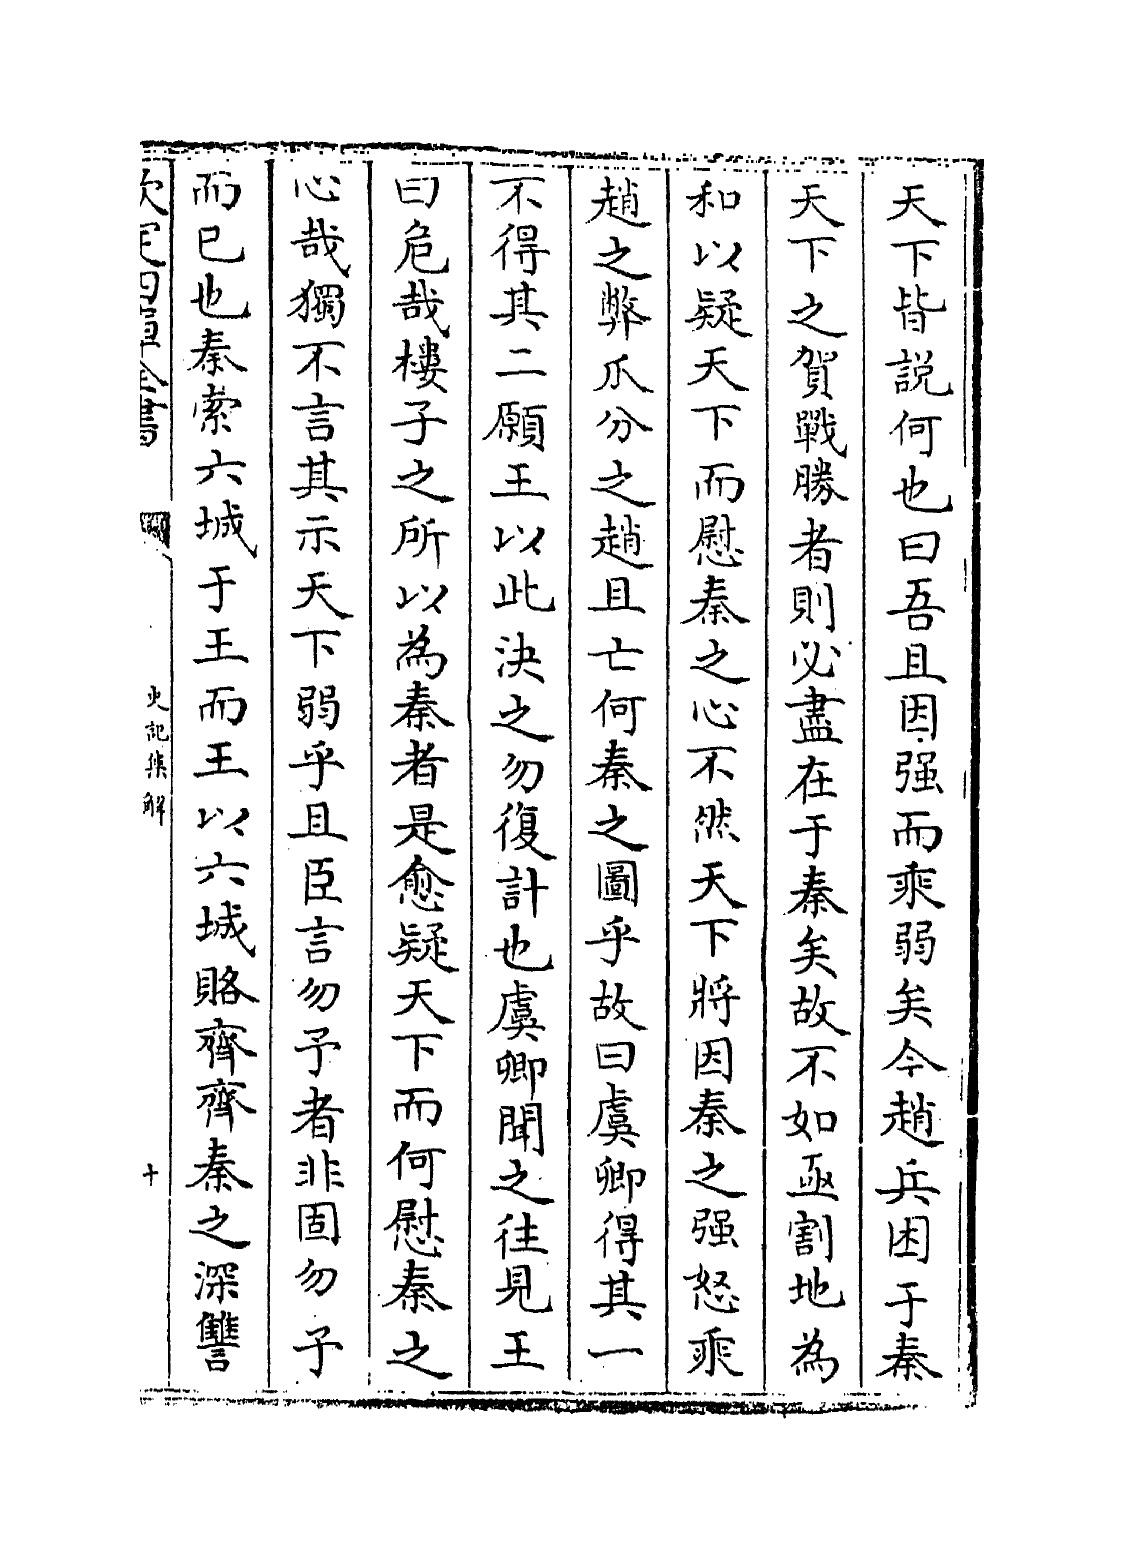 天下皆説何也曰吾且因强而乘弱矣今趙兵困于秦
天下之賀戰勝者則必盡在于秦矣故不如亟割地為
和以疑天下而慰秦之心不然天下將因秦之强怒乘
趙之弊瓜分之趙且亡何秦之圖乎故曰虞卿得其一
不得其二願王以此決之勿復計也虞卿聞之往見王
曰危哉樓子之所以為秦者是愈疑天下而何慰秦之
心哉獨不言其示天下弱乎且臣言勿予者非固勿予
而已也秦索六城于王而王以六城賂齊齊秦之深讐
欽定四庫全書
史記集解
十